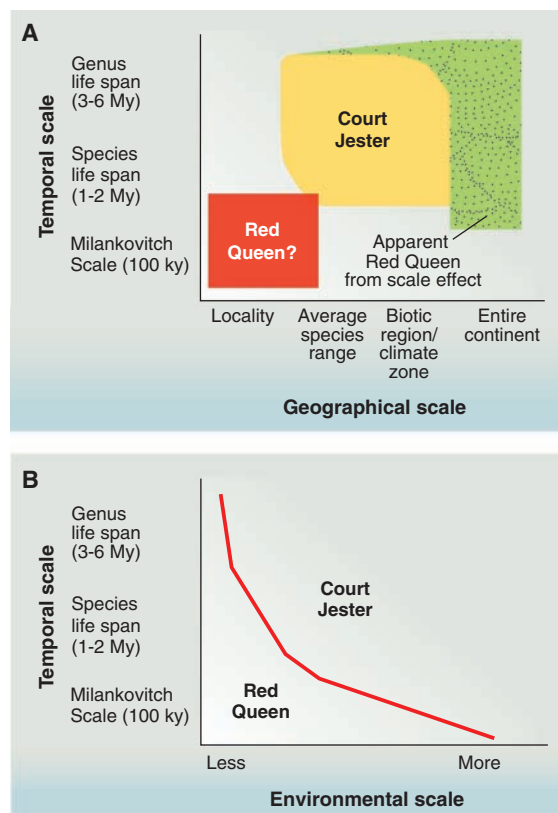 A
Temporal scale
Genus
life span
(3-6 My)
Species
life span
(1-2 My)
Milankovitch
Scale (100 ky)
Court
Jester
Red
Queen?
Apparent
Red Queen
from scale effect
Locality
Average
species
range
Biotic
region/
climate
zone
Entire
continent
Geographical scale
B
Temporal scale
Genus
life span
(3-6 My)
Species
life span
(1-2 My)
Milankovitch
Scale (100 ky)
Court
Jester
Red
Queen
Less
More
Environmental scale